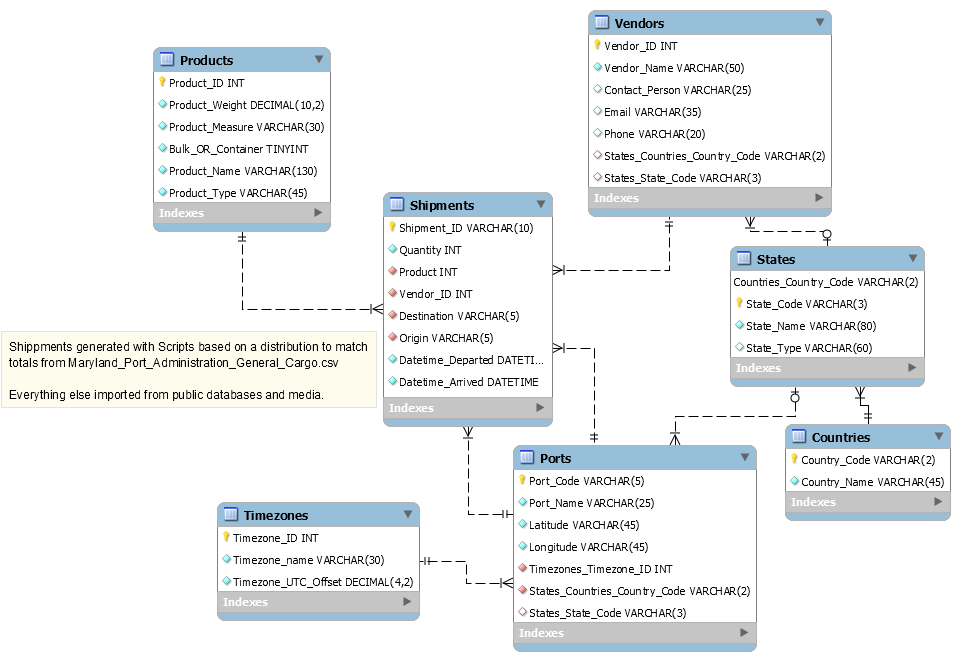 Vendors
Vendor_ID INT
Vendor_Name VARCHAR(50)
Contact_Person VARCHAR(25)
Email VARCHAR(35)
Phone VARCHAR(20)
States_Countries_Country_Code VARCHAR(2)
States_State_Code VARCHAR(3)
Indexes
Products
Product_ID INT
Product_Weight DECIMAL(10,2)
Product_Measure VARCHAR(30)
Bulk_OR_Container TINYINT
Product_Name VARCHAR(130)
Product_Type VARCHAR(45)
Indexes
Shipments
Shipment_ID VARCHAR(10)
Quantity INT
Product INT
Vendor_ID INT
Destination VARCHAR(5)
Origin VARCHAR(5)
Datetime_Departed DATETI...
Datetime_Arrived DATETIME
Indexes
States
Countries_Country_Code VARCHAR(2)
State_Code VARCHAR(3)
State_Name VARCHAR(80)
State_Type VARCHAR(60)
Indexes
Shippments generated with Scripts based on a distribution to match
totals from Maryland_Port_Administration_General_Cargo.csv
Everything else imported from public databases and media.
Countries
Country_Code VARCHAR(2)
Country_Name VARCHAR(45)
Indexes
Ports
Port_Code VARCHAR(5)
Port_Name VARCHAR(25)
Latitude VARCHAR(45)
Longitude VARCHAR(45)
Timezones_Timezone_ID INT
States_Countries_Country_Code VARCHAR(2)
States_State_Code VARCHAR(3)
Indexes
Timezones
Timezone_ID INT
Timezone_name VARCHAR(30)
Timezone_UTC_Offset DECIMAL(4,2)
Indexes